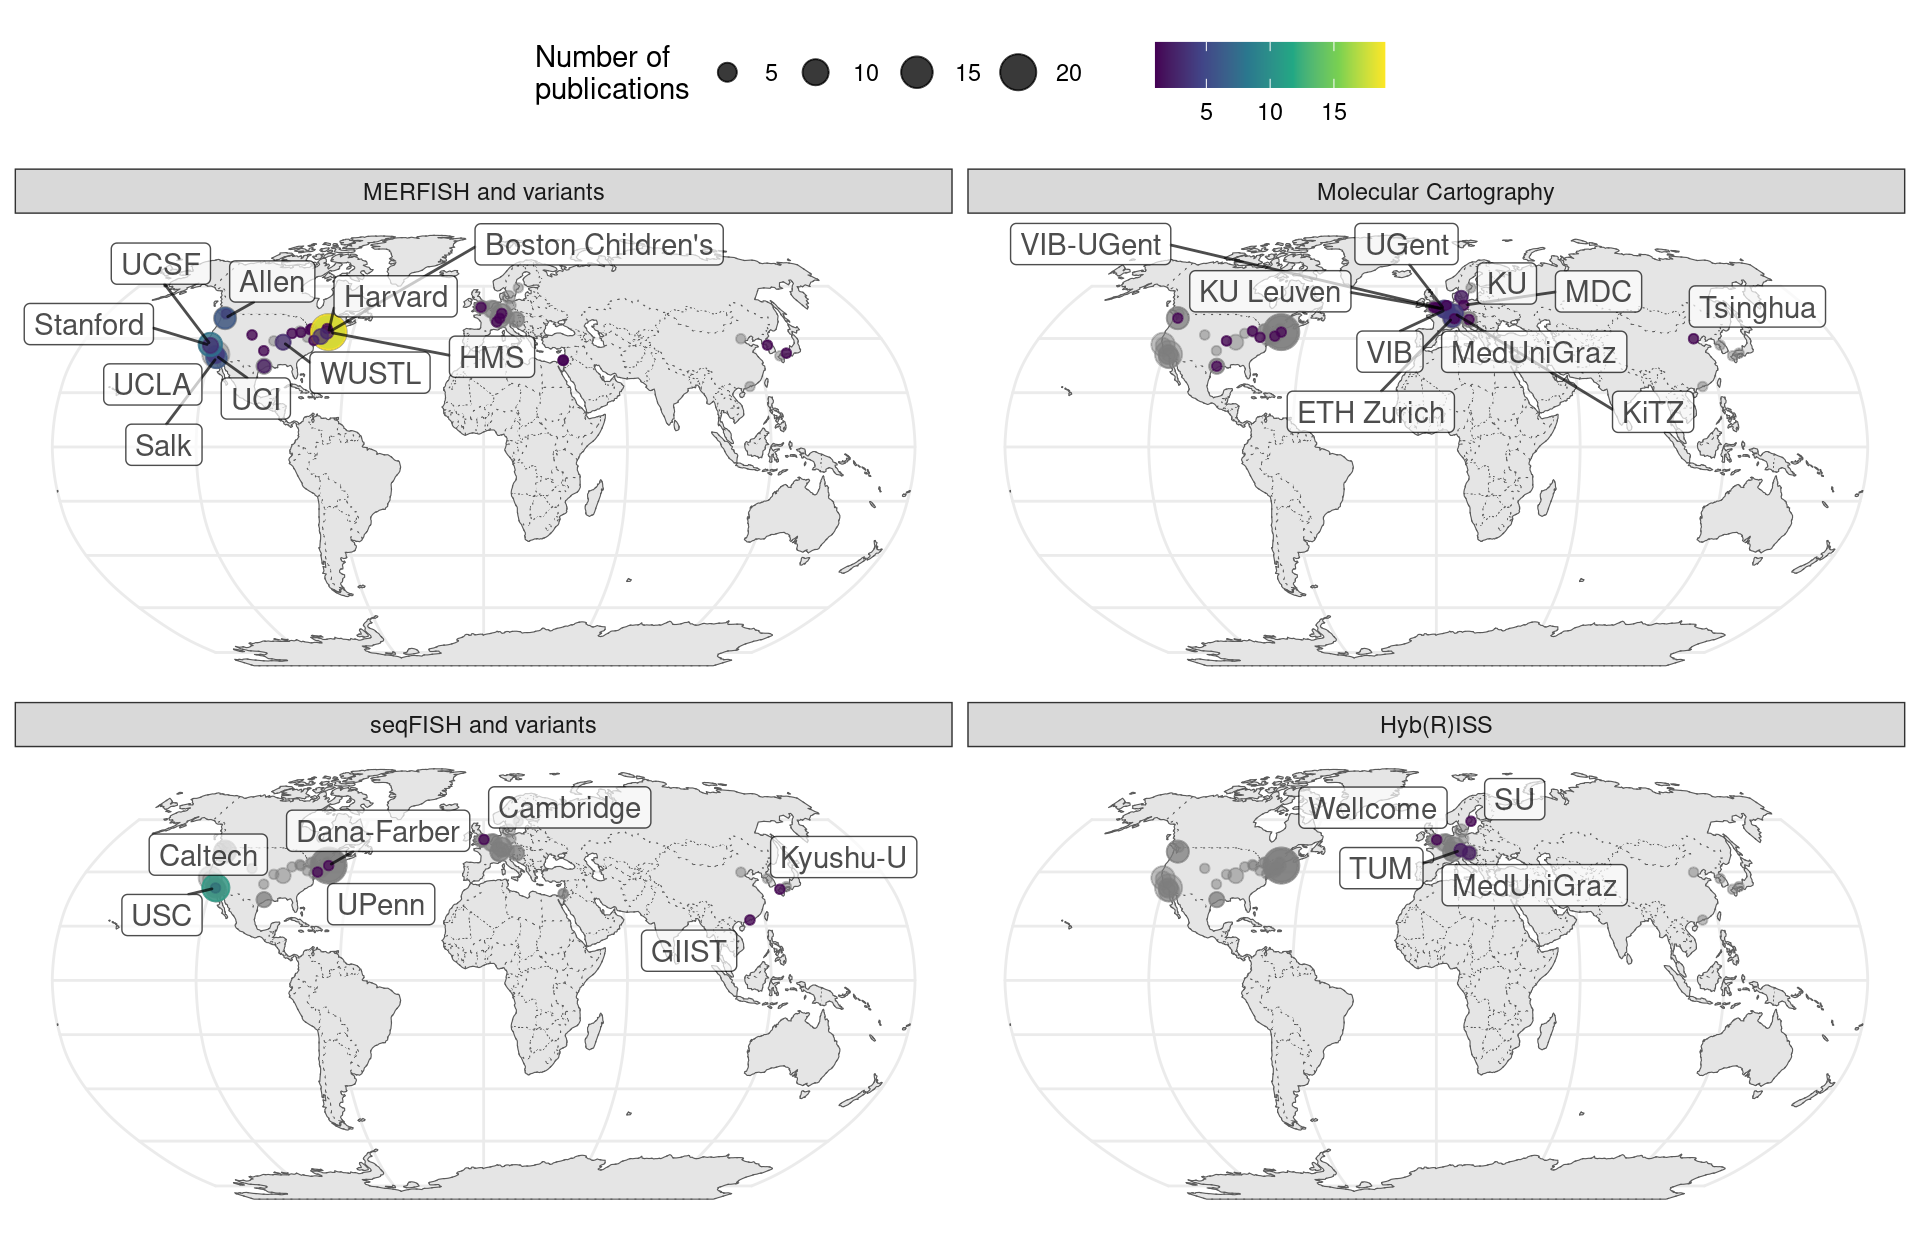 Number of
publications
5
10
15
20
5
10
15
MERFISH and variants
Molecular Cartography
UCSF
Allen
Boston Children's
Harvard
Stanford
HMS
WUSTL
UCLA
UCI
Salk
VIB-UGent
UGent
KU Leuven
KU
MDC
Tsinghua
VIB
MedUniGraz
ETH Zurich
KiTZ
seqFISH and variants
Hyb(R)ISS
Cambridge
Dana-Farber
Caltech
Kyushu-U
USC
UPenn
GIIST
Wellcome
SU
TUM
MedUniGraz